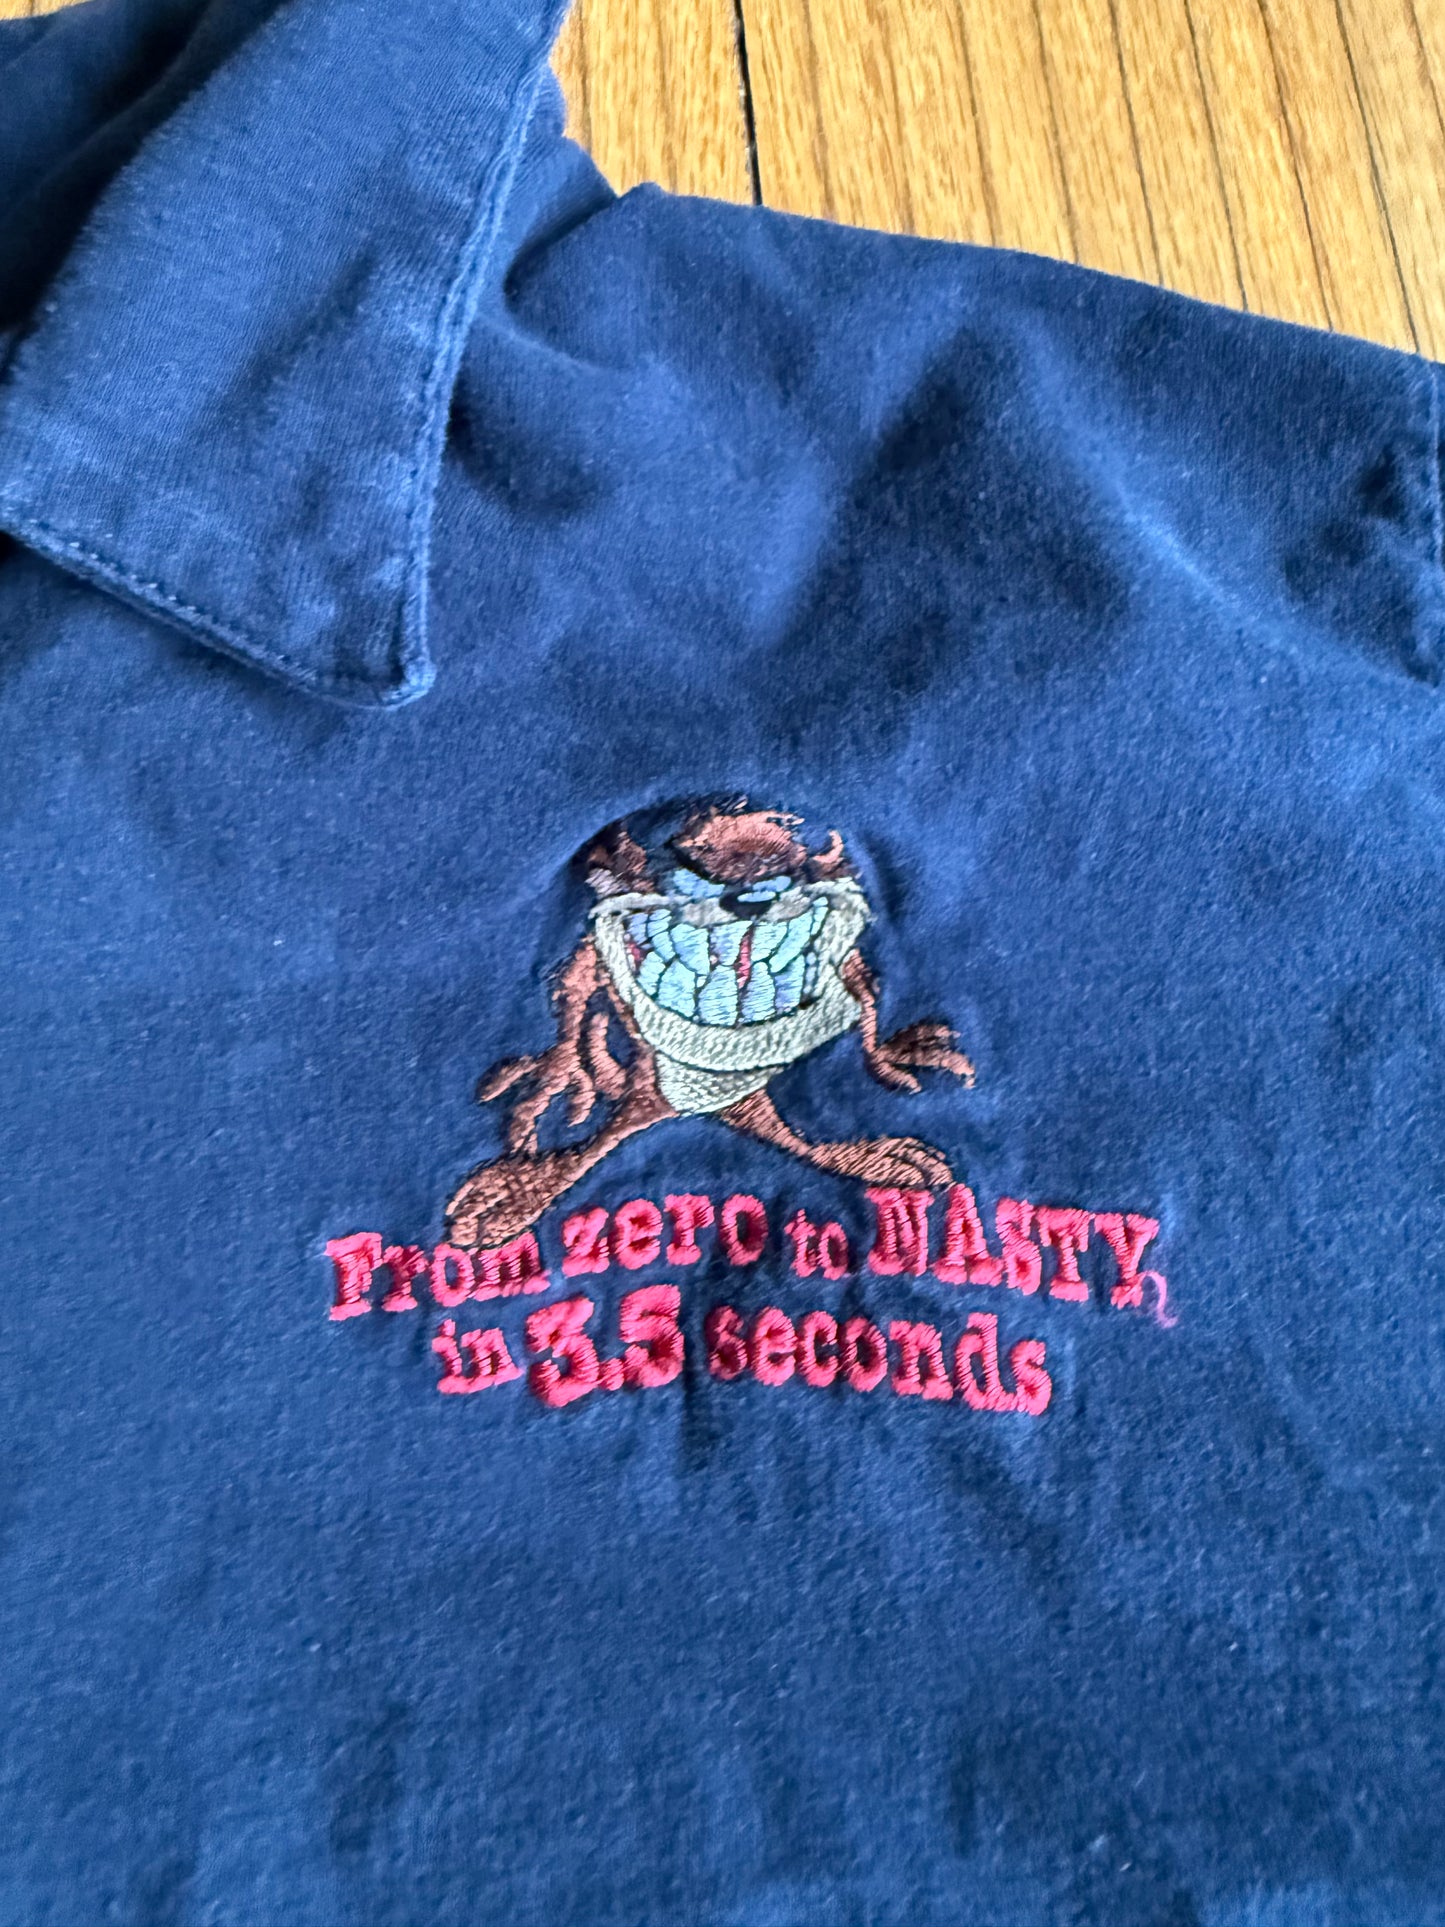 From zero to NASTY
in 3.5 seconds